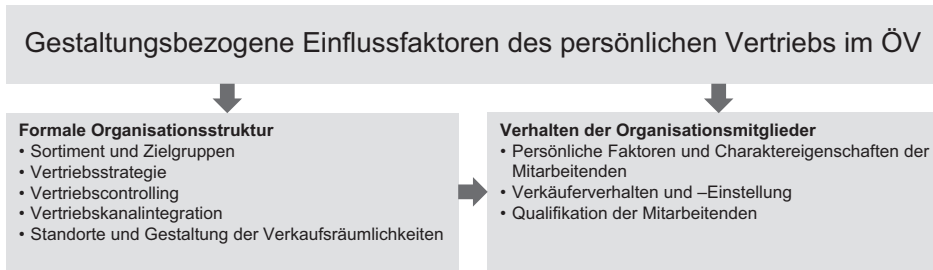 Gestaltungsbezogene Einflussfaktoren des persönlichen Vertriebs im ÖV
Formale Organisationsstruktur
• Sortiment und Zielgruppen
• Vertriebsstrategie
• Vertriebscontrolling
• Vertriebskanalintegration
• Standorte und Gestaltung der Verkaufsräumlichkeiten
Verhalten der Organisationsmitglieder
• Persönliche Faktoren und Charaktereigenschaften der
Mitarbeitenden
• Verkäuferverhalten und –Einstellung
• Qualifikation der Mitarbeitenden